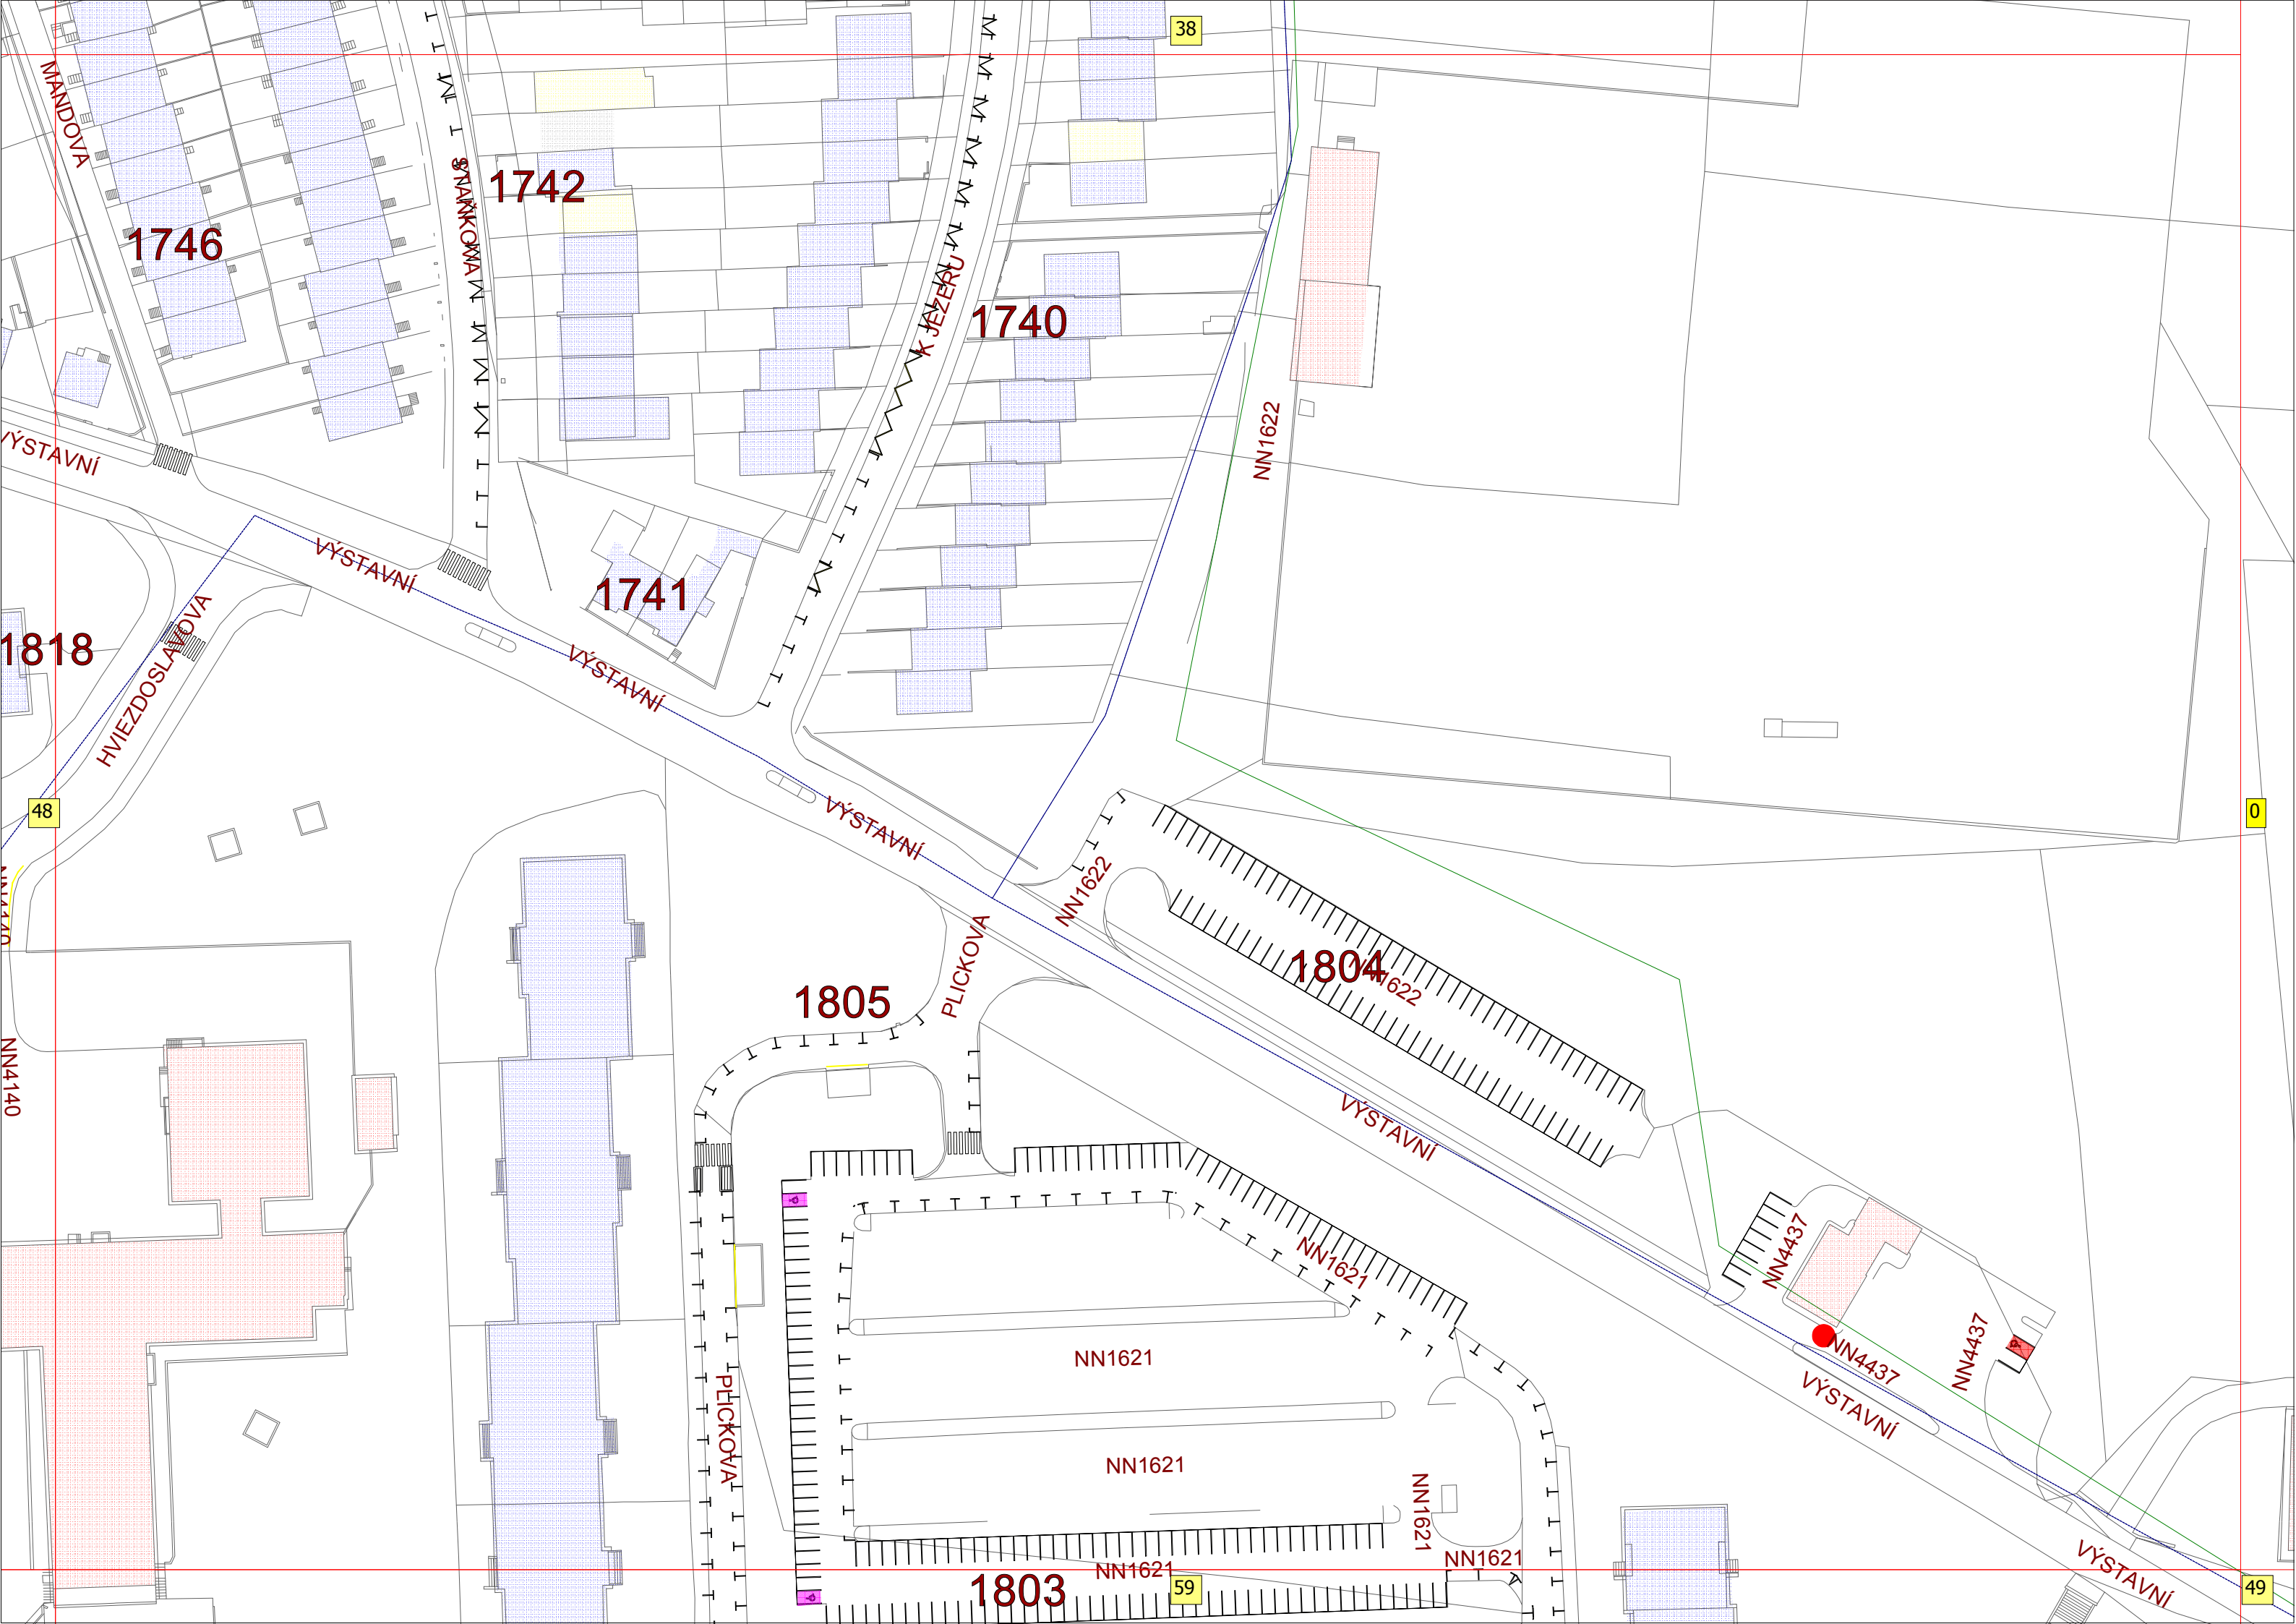 38
MANDOVA
STAŇKOVA
1742
1746
K JEZERU
1740
NN1622
VÝSTAVNÍ
VÝSTAVNÍ
1741
1818
HVIEZDOSLAVOVA
VÝSTAVNÍ
48
VÝSTAVNÍ
0
NN1622
NN4140
PLICKOVA
1804
NN1622
1805
NN4140
VÝSTAVNÍ
NN1621
NN4437
NN4437
NN4437
NN1621
VÝSTAVNÍ
PLICKOVA
NN1621
NN1621
NN1621
NN1621
VÝSTAVNÍ
1803
59
49